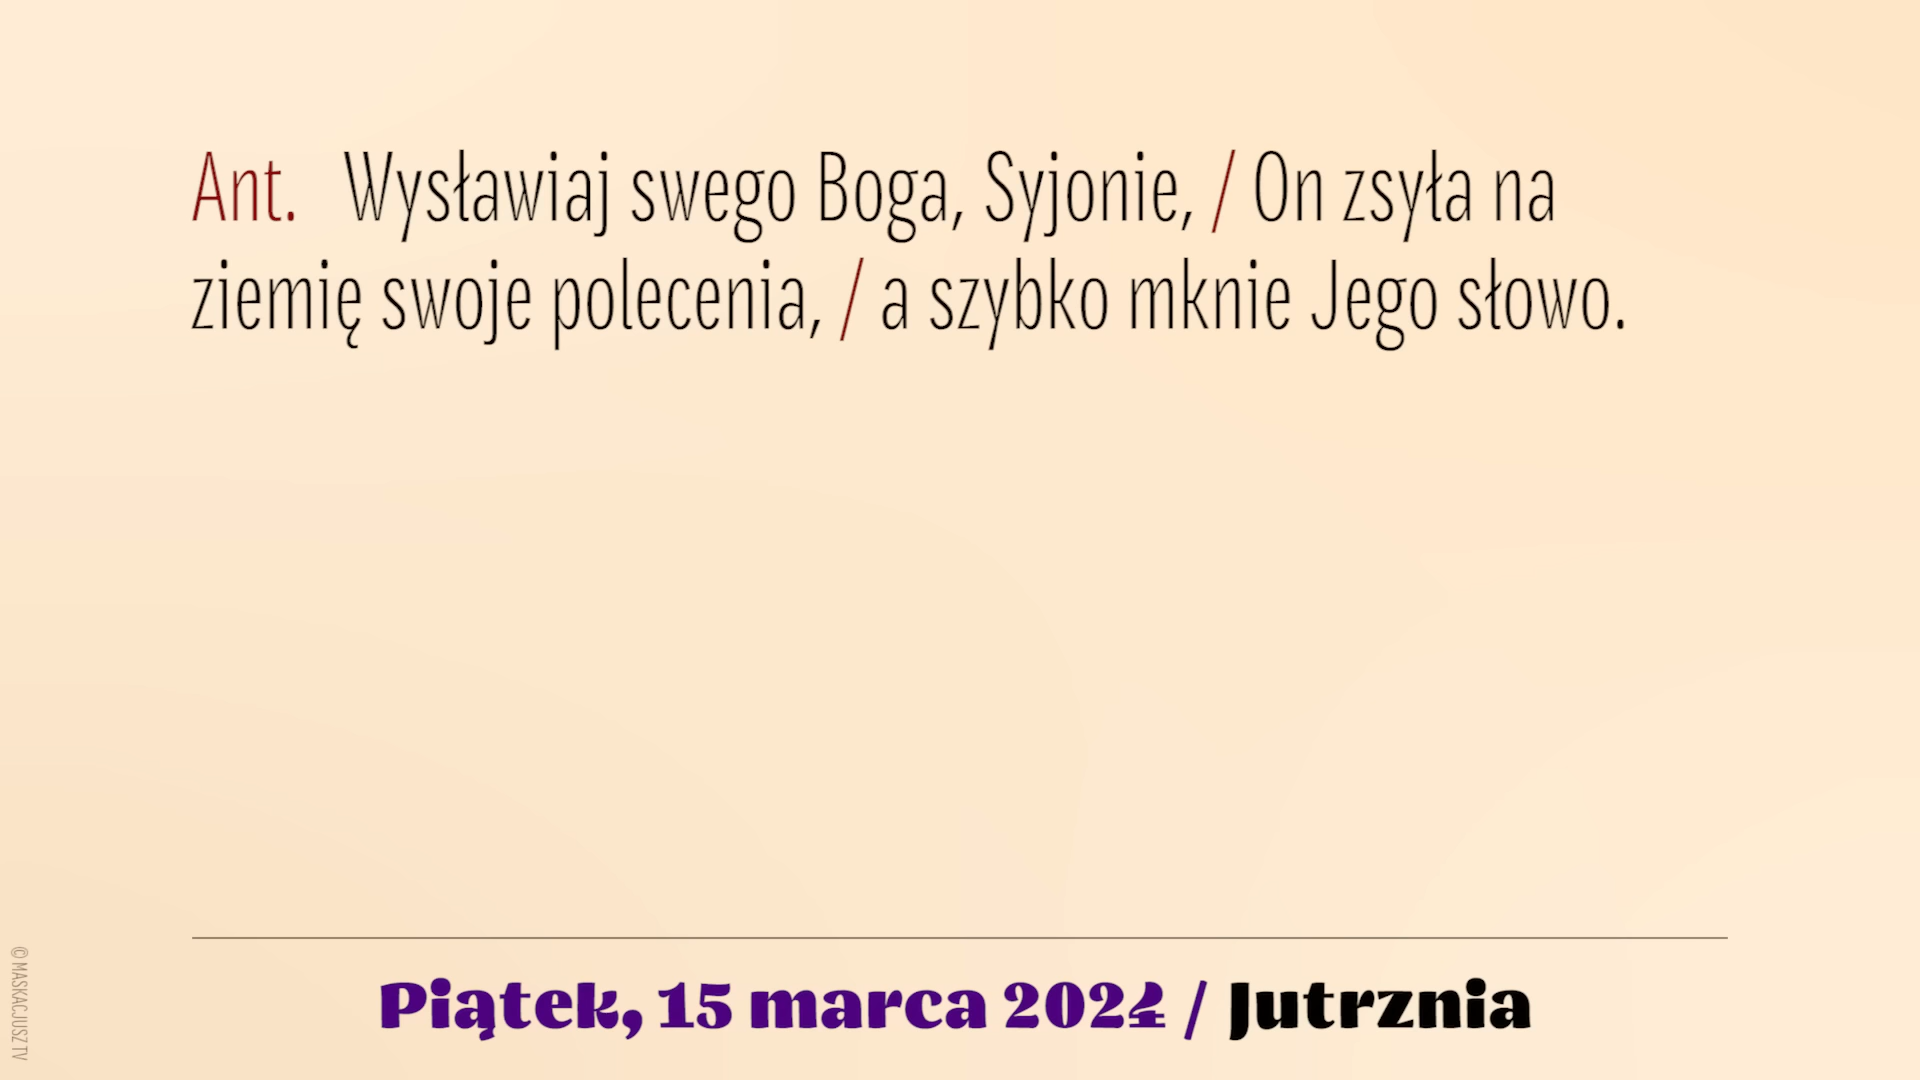 Ant. Wysławiaj swego Boga, Syjonie, / On zsyła na
ziemię swoje polecenia, / a szybko mknie Jego słowo.
Piątek, 15 marca 2024 / Jutrznia
© MASKACJUSZ TV